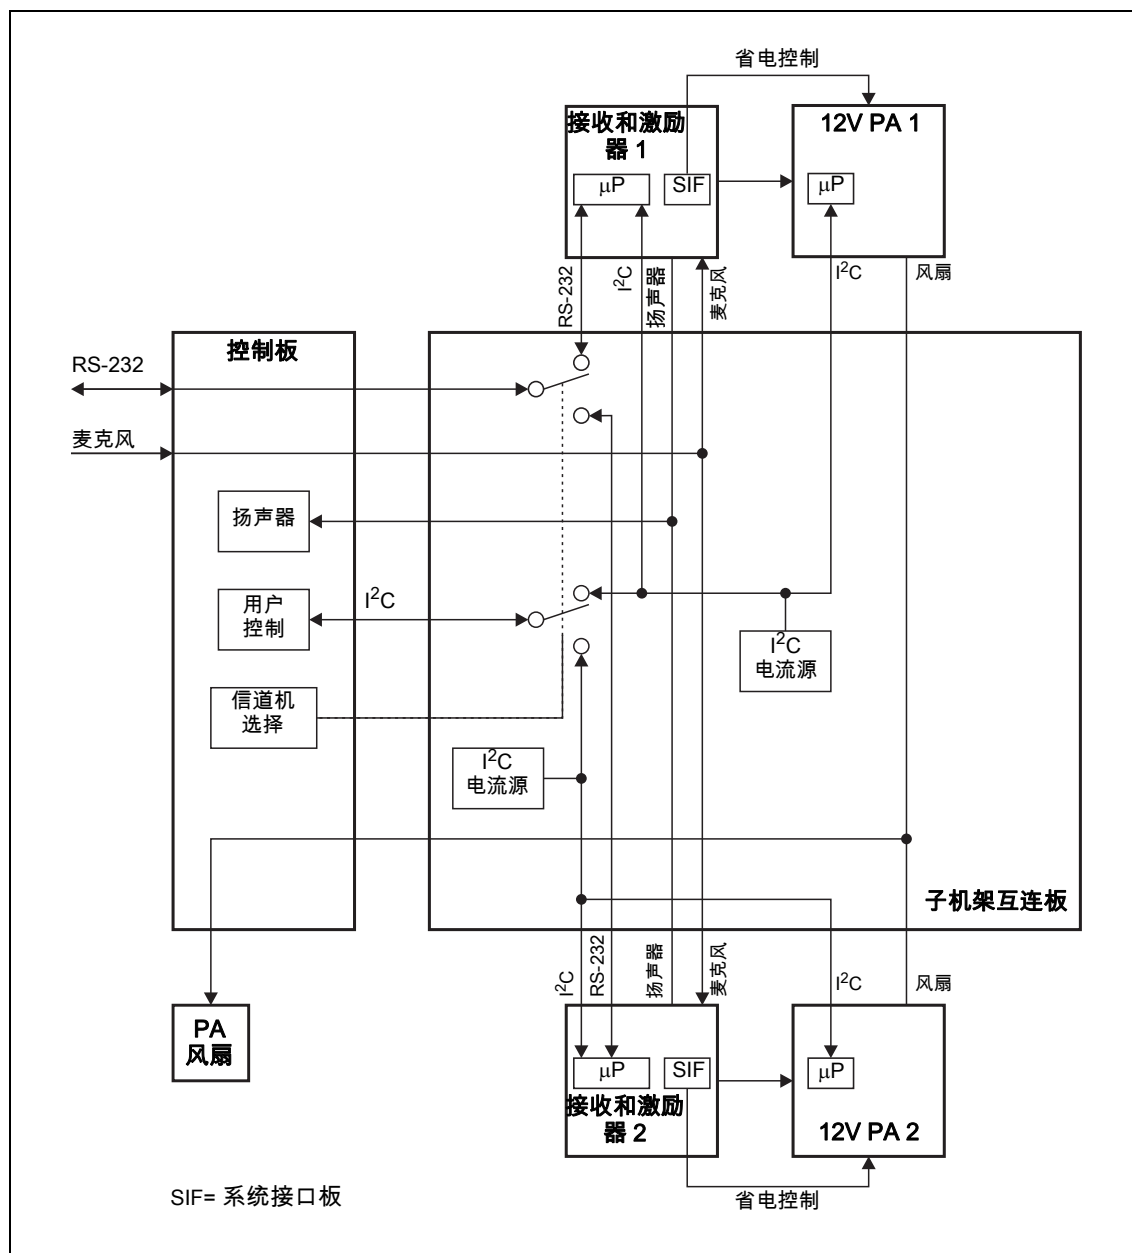 省电控制
接收和激励
器 1
12V PA 1
μP
SIF
μP
RS-232
I²C
扬声器
麦克风
I²C
风扇
控制板
RS-232
麦克风
扬声器
用户
控制
I²C
I²C
电流源
信道机
选择
I²C
电流源
子机架互连板
I²C
RS-232
扬声器
麦克风
I²C
风扇
PA
风扇
μP
SIF
μP
接收和激励
器 2
12V PA 2
省电控制
SIF= 系统接口板